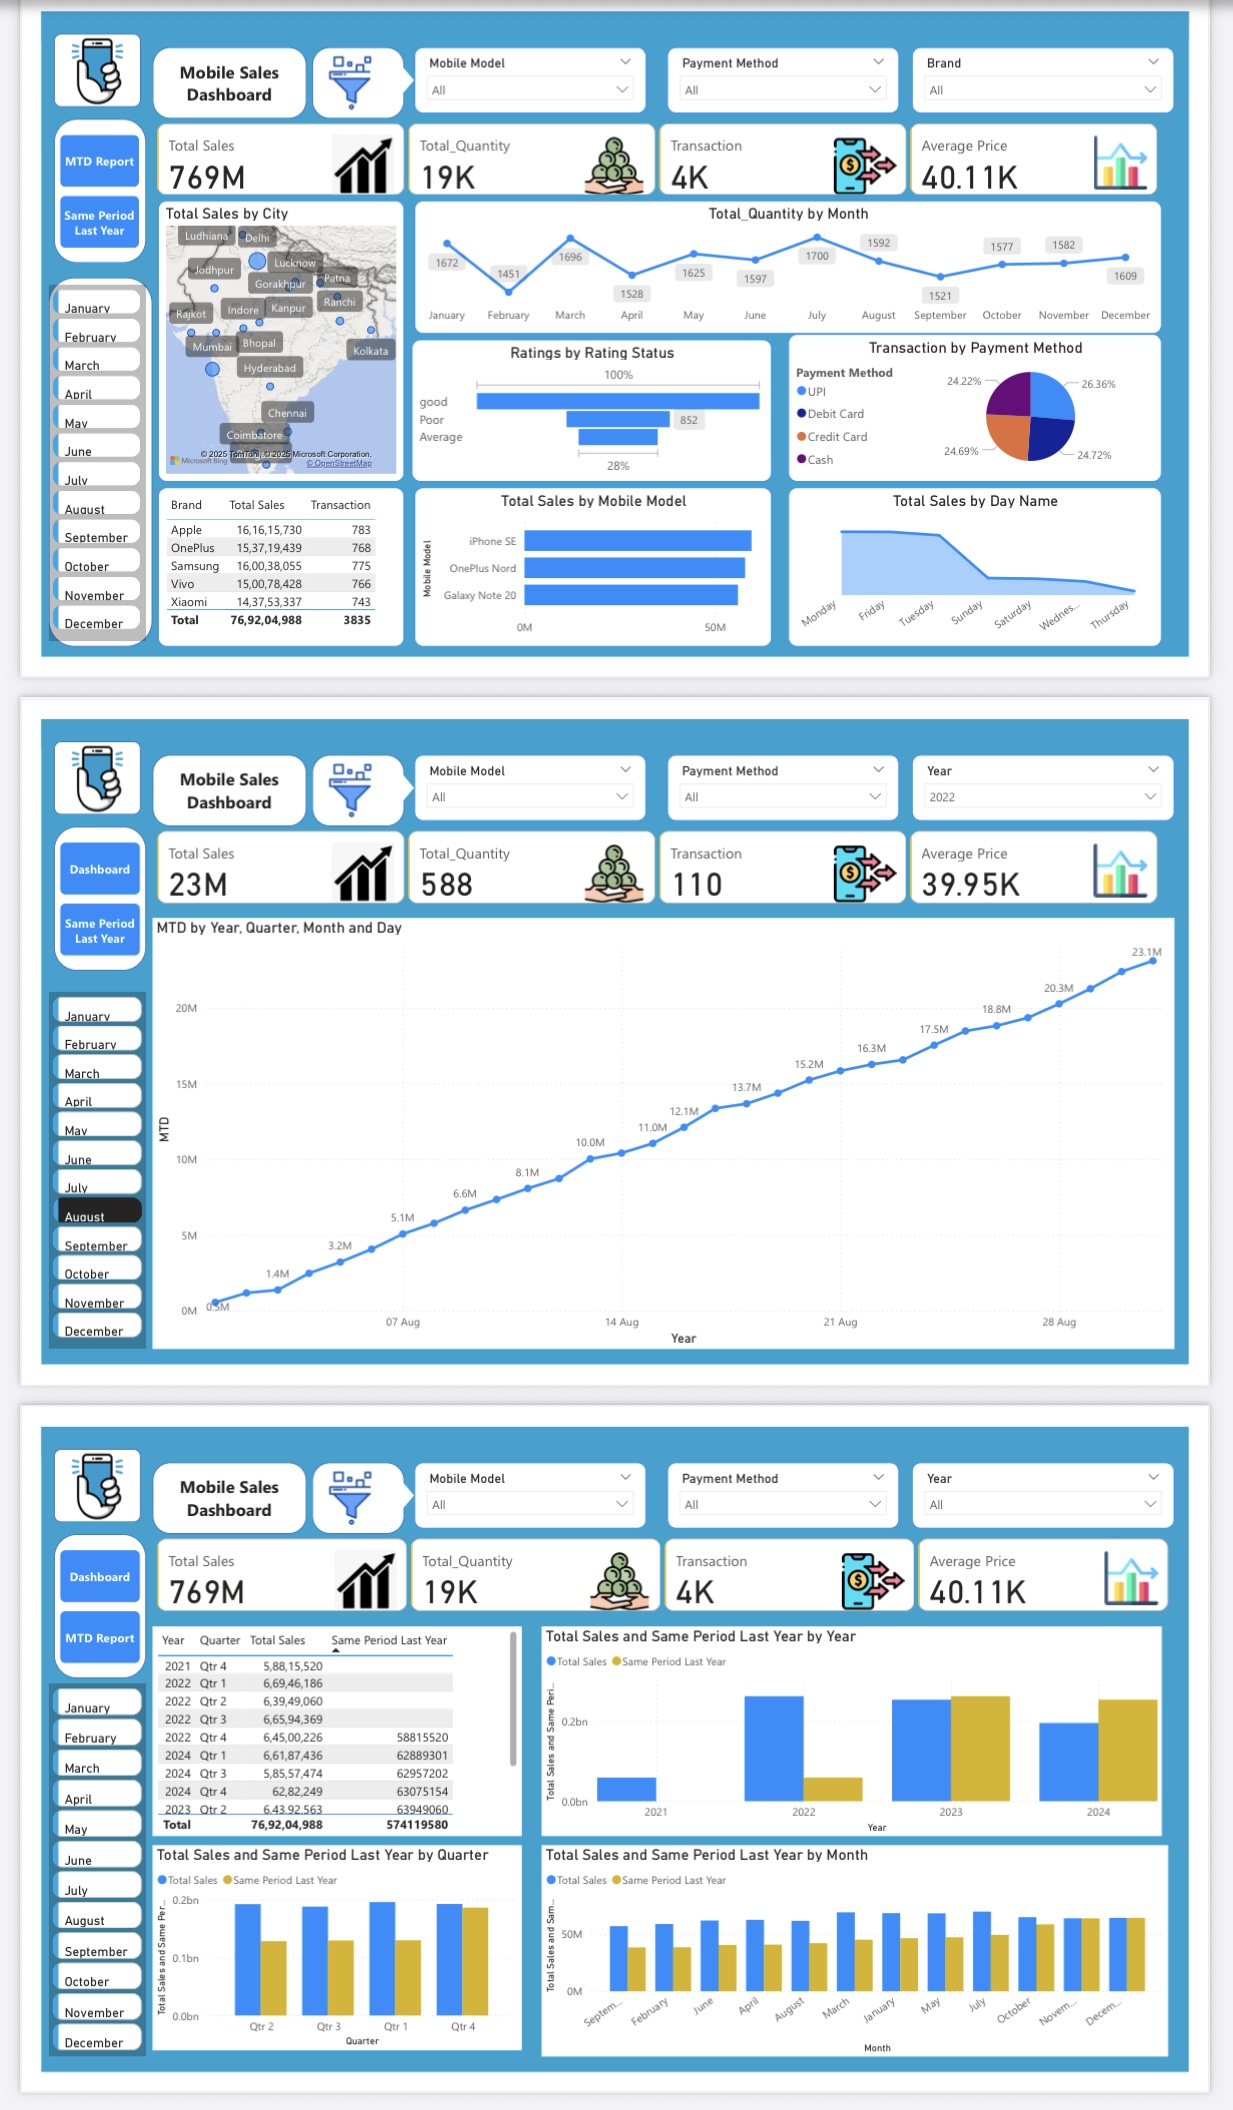 Mobile Sales
Dashboard
Mobile Model
All
Payment Method
All
Brand
All
MTD Report
Same Period
Last Year
Total Sales
769M
Total_Quantity
19K
Transaction
4K
Average Price
40.11K
January
February
March
April
May
June
July
August
September
October
November
December
Total Sales by City
Ludhiana
Delhi
Jodhpur
Lucknow
Gorakhpur
Patna
Rajkot
Indore
Kanpur
Ranchi
Mumbai
Bhopal
Kolkata
Hyderabad
Chennai
Coimbatore
Microsoft Bing
© 2025 TomTom, © 2025 Microsoft Corporation,
© OpenStreetMap
Total_Quantity by Month
1672
1451
1696
1528
1625
1597
1700
1592
1521
1577
1582
1609
January
February
March
April
May
June
July
August
September
October
November
December
Ratings by Rating Status
100%
good
Poor
852
Average
28%
Transaction by Payment Method
Payment Method
UPI
Debit Card
Credit Card
Cash
24.22%
26.36%
24.69%
24.72%
Brand Total Sales Transaction
Apple 16,16,15,730 783
OnePlus 15,37,19,439 768
Samsung 16,00,38,055 775
Vivo 15,00,78,428 766
Xiaomi 14,37,53,337 743
Total 76,92,04,988 3835
Total Sales by Mobile Model
Mobile Model
iPhone SE
OnePlus Nord
Galaxy Note 20
0M
50M
Total Sales by Day Name
Monday
Friday
Tuesday
Sunday
Saturday
Wednes...
Thursday
Mobile Sales
Dashboard
Mobile Model
All
Payment Method
All
Year
2022
Dashboard
Same Period
Last Year
Total Sales
23M
Total_Quantity
588
Transaction
110
Average Price
39.95K
January
February
March
April
May
June
July
August
September
October
November
December
MTD by Year, Quarter, Month and Day
MTD
20M
15M
10M
5M
0M
0.5M
1.4M
3.2M
5.1M
6.6M
8.1M
10.0M
11.0M
12.1M
13.7M
15.2M
16.3M
17.5M
18.8M
20.3M
23.1M
07 Aug
14 Aug
21 Aug
28 Aug
Year
Mobile Sales
Dashboard
Mobile Model
All
Payment Method
All
Year
All
Dashboard
MTD Report
Total Sales
769M
Total_Quantity
19K
Transaction
4K
Average Price
40.11K
January
February
March
April
May
June
July
August
September
October
November
December
Year Quarter Total Sales Same Period Last Year
2021 Qtr 4 5,88,15,520
2022 Qtr 1 6,69,46,186
2022 Qtr 2 6,39,49,060
2022 Qtr 3 6,65,94,369
2022 Qtr 4 6,45,00,226 58815520
2024 Qtr 1 6,61,87,436 62889301
2024 Qtr 3 5,85,57,474 62957202
2024 Qtr 4 62,82,249 63075154
2023 Qtr 2 6,43,92,563 63949060
Total 76,92,04,988 574119580
Total Sales and Same Period Last Year by Year
Total Sales Same Period Last Year
Total Sales and Same Peri...
0.2bn
0.0bn
2021
2022
2023
2024
Year
Total Sales and Same Period Last Year by Quarter
Total Sales Same Period Last Year
Total Sales and Same Per...
0.2bn
0.1bn
0.0bn
Qtr 2
Qtr 3
Qtr 1
Qtr 4
Quarter
Total Sales and Same Period Last Year by Month
Total Sales Same Period Last Year
Total Sales and Sam...
50M
0M
Septem...
February
June
April
August
March
January
May
July
October
Novem...
Decem...
Month